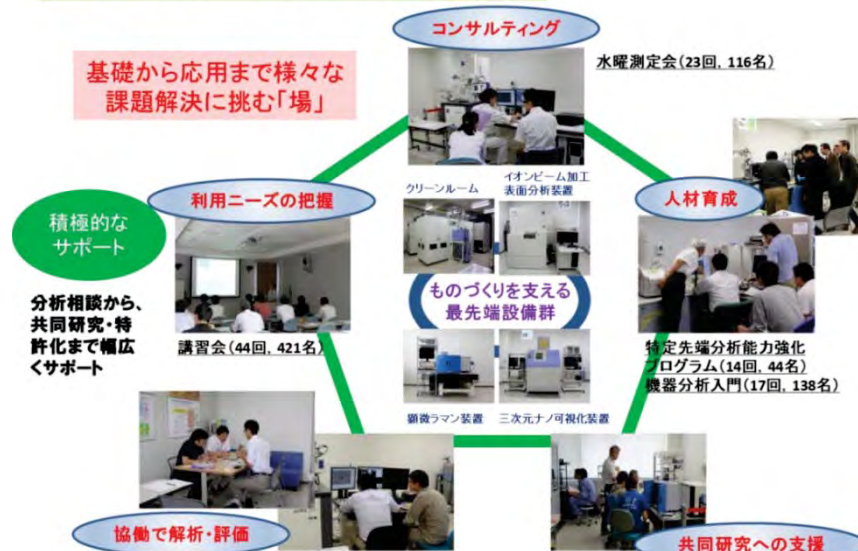 コンサルティング
水曜測定会(23回，116名)
基礎から応用まで様々な
課題解決に挑む「場」
クリーンルーム
イオンビーム加工
表面分析装置
利用ニーズの把握
人材育成
積極的な
サポート
ものづくりを支える
最先端設備群
分析相談から、
共同研究・特
許化まで幅広
くサポート
講習会(44回，421名)
特定先端分析能力強化
プログラム(14回，44名)
機器分析入門(17回，138名)
顕微ラマン装置
三次元ナノ可視化装置
協働で解析・評価
共同研究への支援